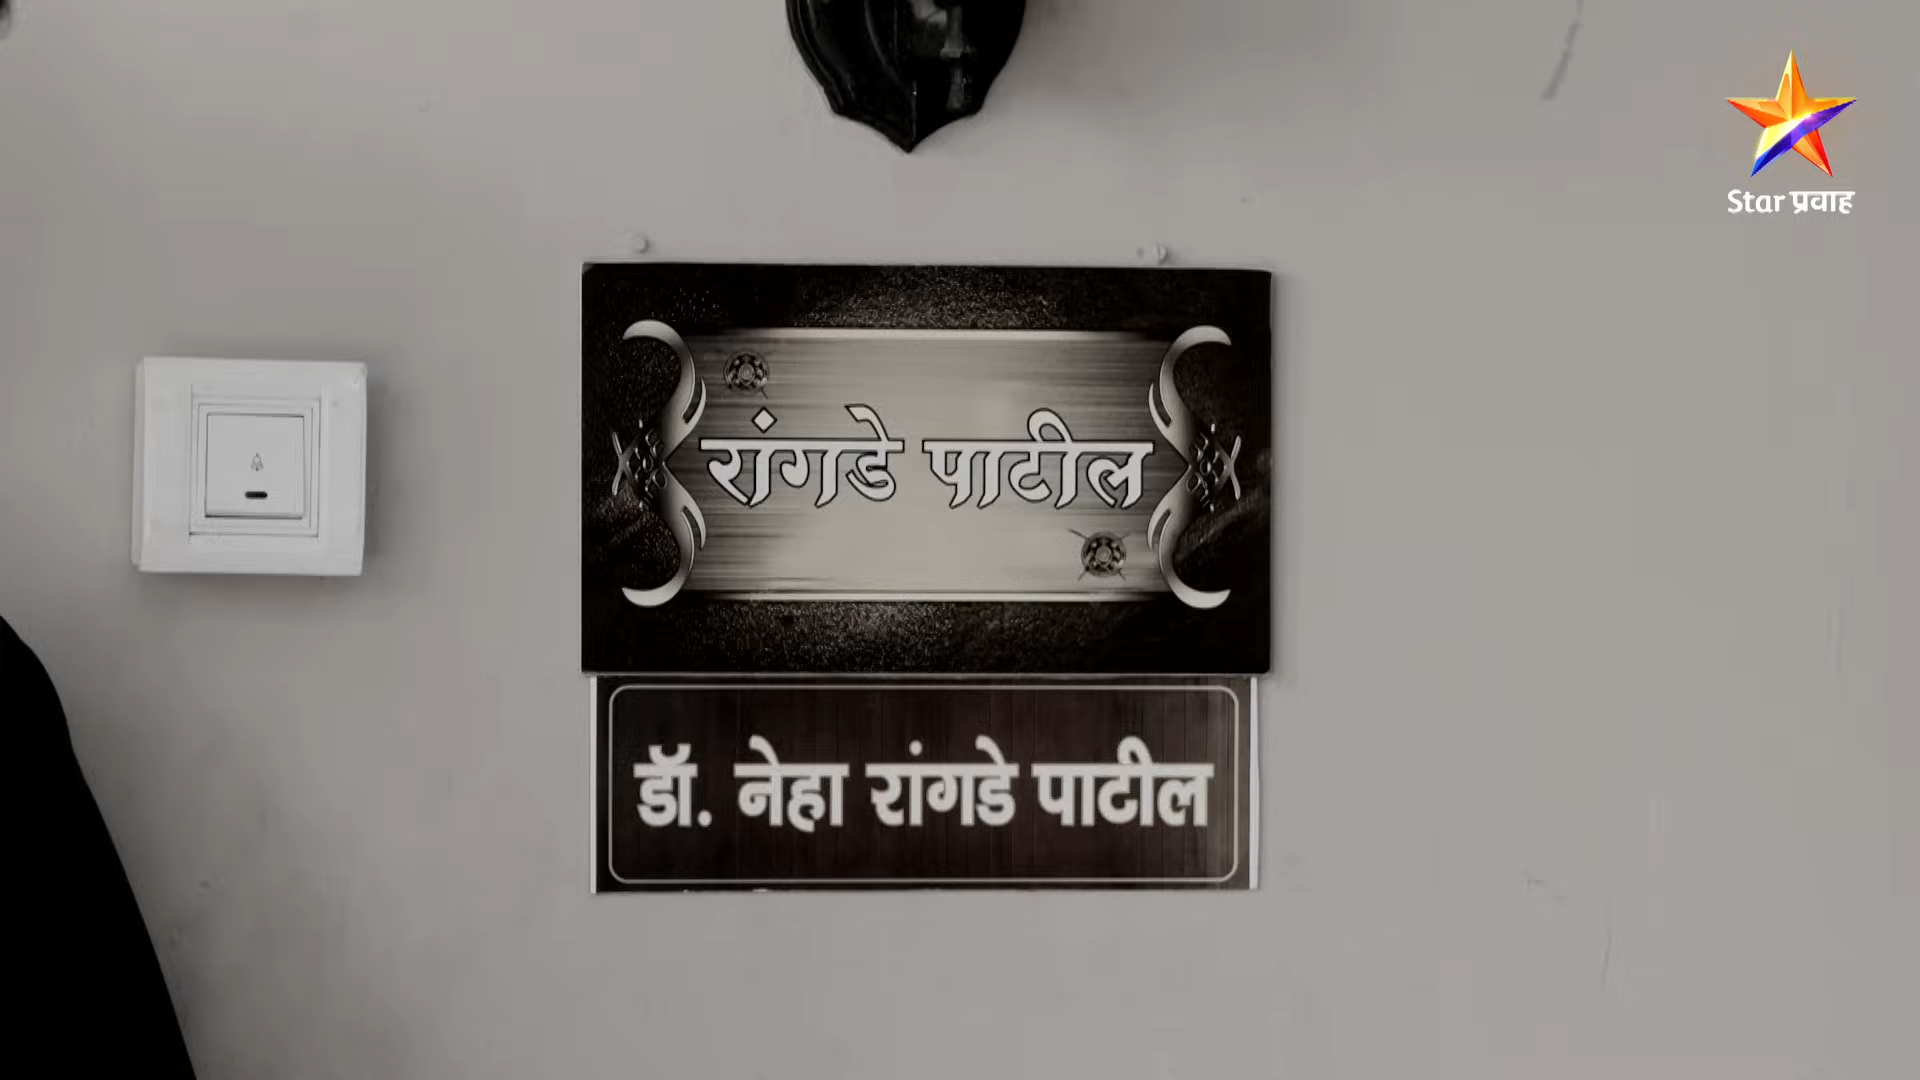 Star प्रवाह
रांगडे पाटील
डॉ. नेहा रांगडे पाटील